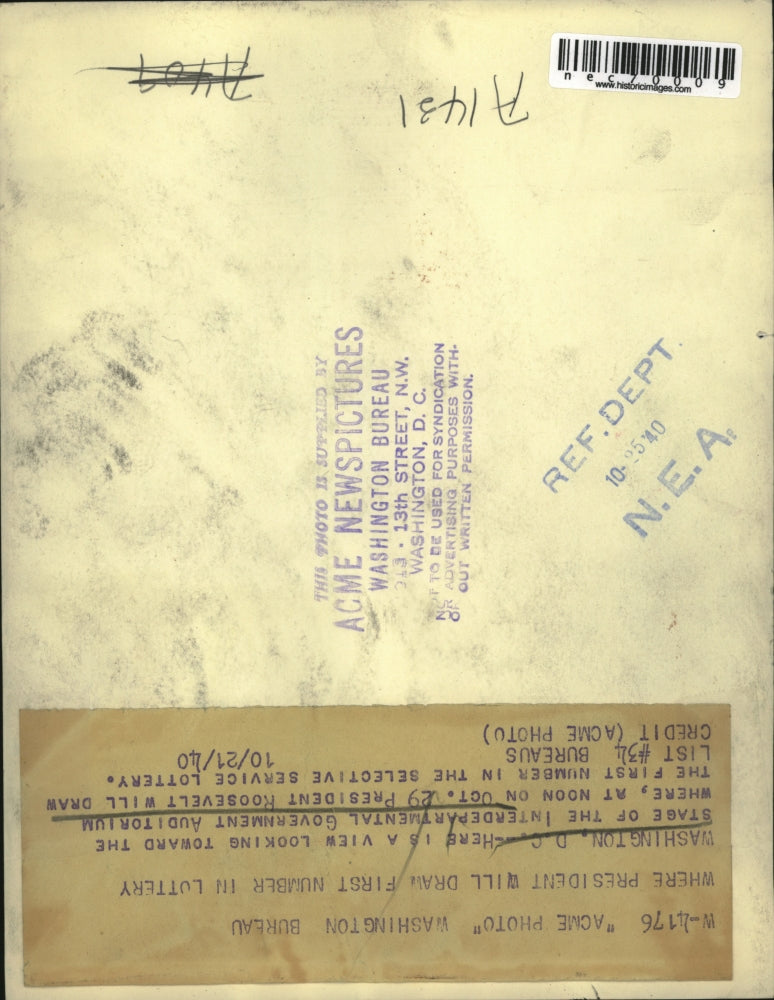 A1409
A1431
nec70009
www.historicimages.com
THIS PHOTO IS SUPPLIED BY
ACME NEWSPICTURES
WASHINGTON BUREAU
13th STREET, N.W.
WASHINGTON, D. C.
NOT TO BE USED FOR SYNDICATION
OR ADVERTISING PURPOSES WITH-
OUT WRITTEN PERMISSION.
REF. DEPT.
10-25'40
N. E. A.
W-4176 "ACME PHOTO" WASHINGTON BUREAU
WHERE PRESIDENT WILL DRAW FIRST NUMBER IN LOTTERY
WASHINGTON, D. C.--HERE IS A VIEW LOOKING TOWARD THE
STAGE OF THE INTERDEPARTMENTAL GOVERNMENT AUDITORIUM
WHERE, AT NOON ON OCT. 29 PRESIDENT ROOSEVELT WILL DRAW
THE FIRST NUMBER IN THE SELECTIVE SERVICE LOTTERY.
LIST #34 BUREAUS 10/21/40
CREDIT (ACME PHOTO)